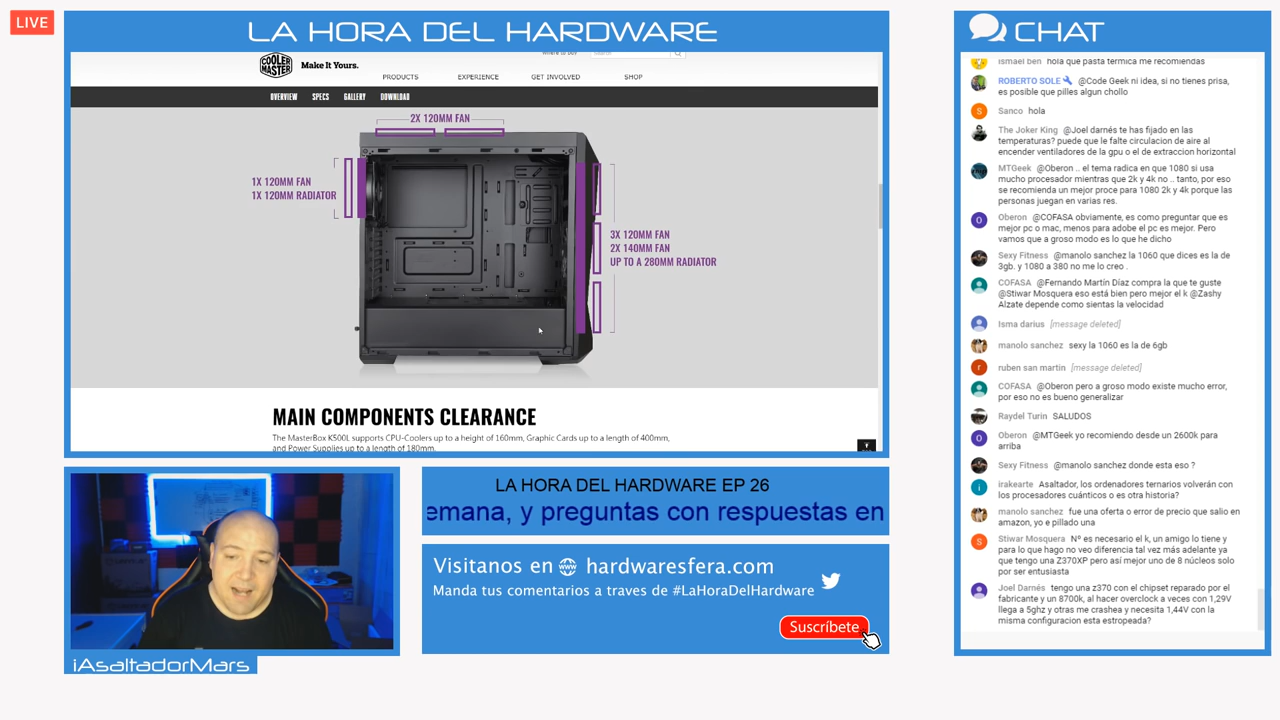 LIVE
LA HORA DEL HARDWARE
COOLER MASTER
Make It Yours.
Where to buy
Search
PRODUCTS EXPERIENCE GET INVOLVED SHOP
OVERVIEW SPECS GALLERY DOWNLOAD
2X 120MM FAN
1X 120MM FAN
1X 120MM RADIATOR
3X 120MM FAN
2X 140MM FAN
UP TO A 280MM RADIATOR
MAIN COMPONENTS CLEARANCE
The MasterBox K500L supports CPU-Coolers up to a height of 160mm, Graphic Cards up to a length of 400mm,
and Power Supplies up to a length of 180mm.
iAsaltadorMars
LA HORA DEL HARDWARE EP 26
emana, y preguntas con respuestas en
Visitanos en hardwaresfera.com
Manda tus comentarios a traves de #LaHoraDelHardware
Suscríbete
CHAT
ismael ben hola que pasta termica me recomiendas
ROBERTO SOLE @Code Geek ni idea, si no tienes prisa,
es posible que pilles algun chollo
Sanco hola
The Joker King @Joel darnés te has fijado en las
temperaturas? puede que le falte circulacion de aire al
encender ventiladores de la gpu o el de extraccion horizontal
MTGeek @Oberon .. el tema radica en que 1080 si usa
mucho procesador mientras que 2k y 4k no .. tanto, por eso
se recomienda un mejor proce para 1080 2k y 4k porque las
personas juegan en varias res.
Oberon @COFASA obviamente, es como preguntar que es
mejor pc o mac, menos para adobe el pc es mejor. Pero
vamos que a groso modo es lo que he dicho
Sexy Fitness @manolo sanchez la 1060 que dices es la de
3gb. y 1080 a 380 no me lo creo .
COFASA @Fernando Martín Díaz compra la que te guste
@Stiwar Mosquera eso está bien pero mejor el k @Zashy
Alzate depende como sientas la velocidad
Isma darius [message deleted]
manolo sanchez sexy la 1060 es la de 6gb
ruben san martin [message deleted]
COFASA @Oberon pero a groso modo existe mucho error,
por eso no es bueno generalizar
Raydel Turin SALUDOS
Oberon @MTGeek yo recomiendo desde un 2600k para
arriba
Sexy Fitness @manolo sanchez donde esta eso ?
irakearte Asaltador, los ordenadores ternarios volverán con
los procesadores cuánticos o es otra historia?
manolo sanchez fue una oferta o error de precio que salio en
amazon, yo e pillado una
Stiwar Mosquera Nº es necesario el k, un amigo lo tiene y
para lo que hago no veo diferencia tal vez más adelante ya
que tengo una Z370XP pero así mejor uno de 8 núcleos solo
por ser entusiasta
Joel Darnés tengo una z370 con el chipset reparado por el
fabricante y un 8700k, al hacer overclock a veces con 1,29V
llega a 5ghz y otras me crashea y necesita 1,44V con la
misma configuracion esta estropeada?